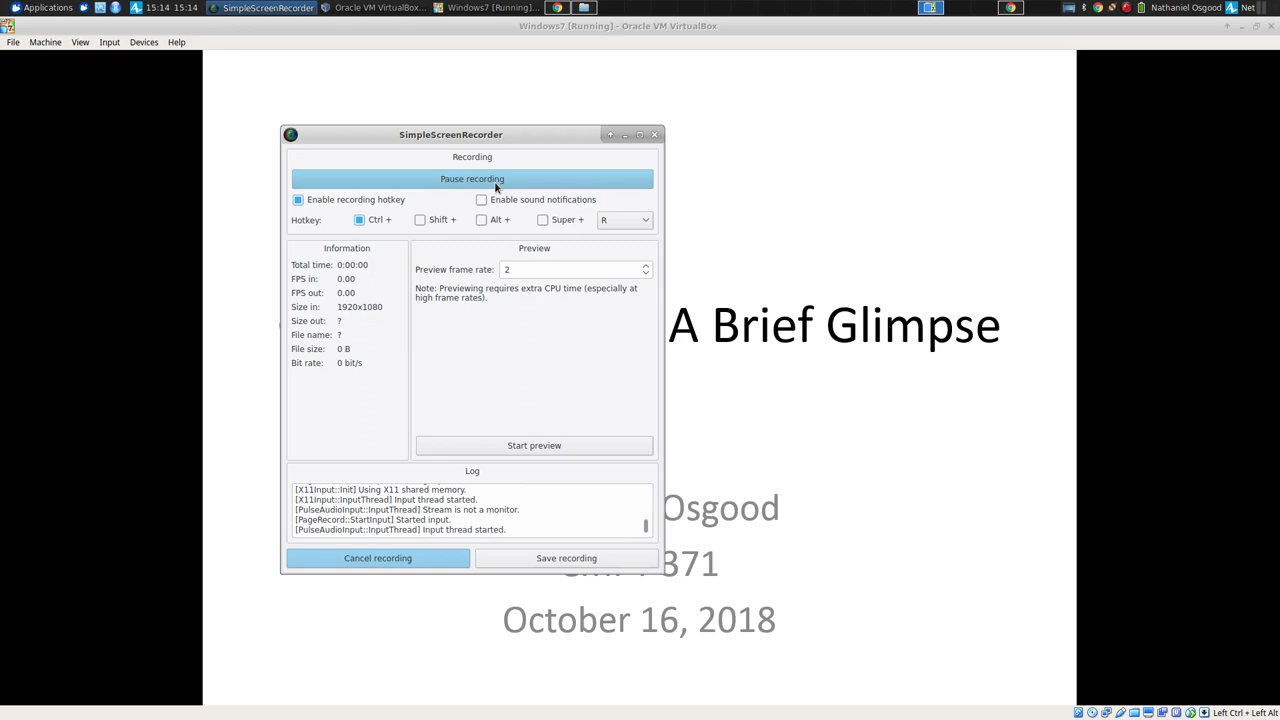 Applications
15:14 15:14
SimpleScreenRecorder
Oracle VM VirtualBox...
Windows7 [Running]...
Nathaniel Osgood
Net
Windows7 [Running] - Oracle VM VirtualBox
File Machine View Input Devices Help
SimpleScreenRecorder
Recording
Pause recording
Enable recording hotkey
Enable sound notifications
Hotkey: Ctrl + Shift + Alt + Super + R
Information
Total time: 0:00:00
FPS in: 0.00
FPS out: 0.00
Size in: 1920x1080
Size out: ?
File name: ?
File size: 0 B
Bit rate: 0 bit/s
Preview
Preview frame rate: 2
Note: Previewing requires extra CPU time (especially at
high frame rates).
Start preview
Log
[X11Input::Init] Using X11 shared memory.
[X11Input::InputThread] Input thread started.
[PulseAudioInput::InputThread] Stream is not a monitor.
[PageRecord::StartInput] Started input.
[PulseAudioInput::InputThread] Input thread started.
Cancel recording
Save recording
A Brief Glimpse
Osgood
371
October 16, 2018
Left Ctrl + Left Alt